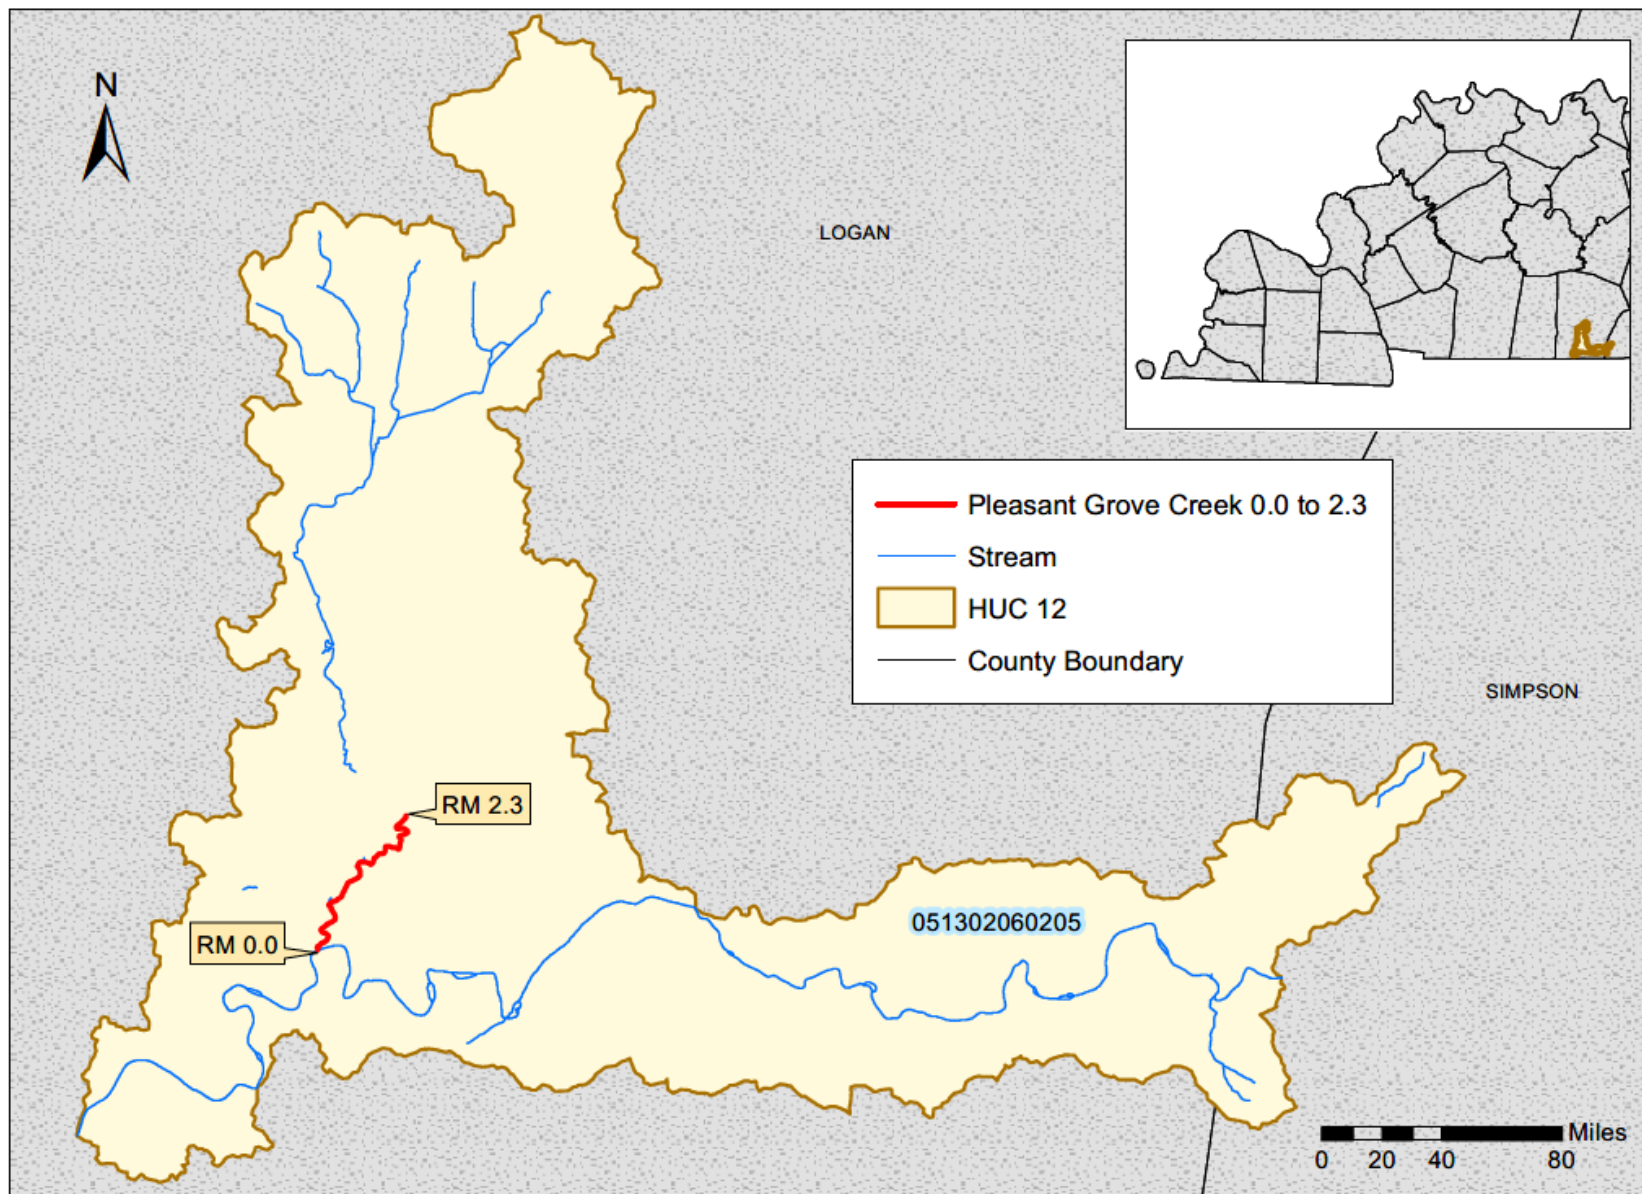 N
LOGAN
Pleasant Grove Creek 0.0 to 2.3
Stream
HUC 12
County Boundary
SIMPSON
RM 2.3
RM 0.0
051302060205
Miles
0 20 40 80